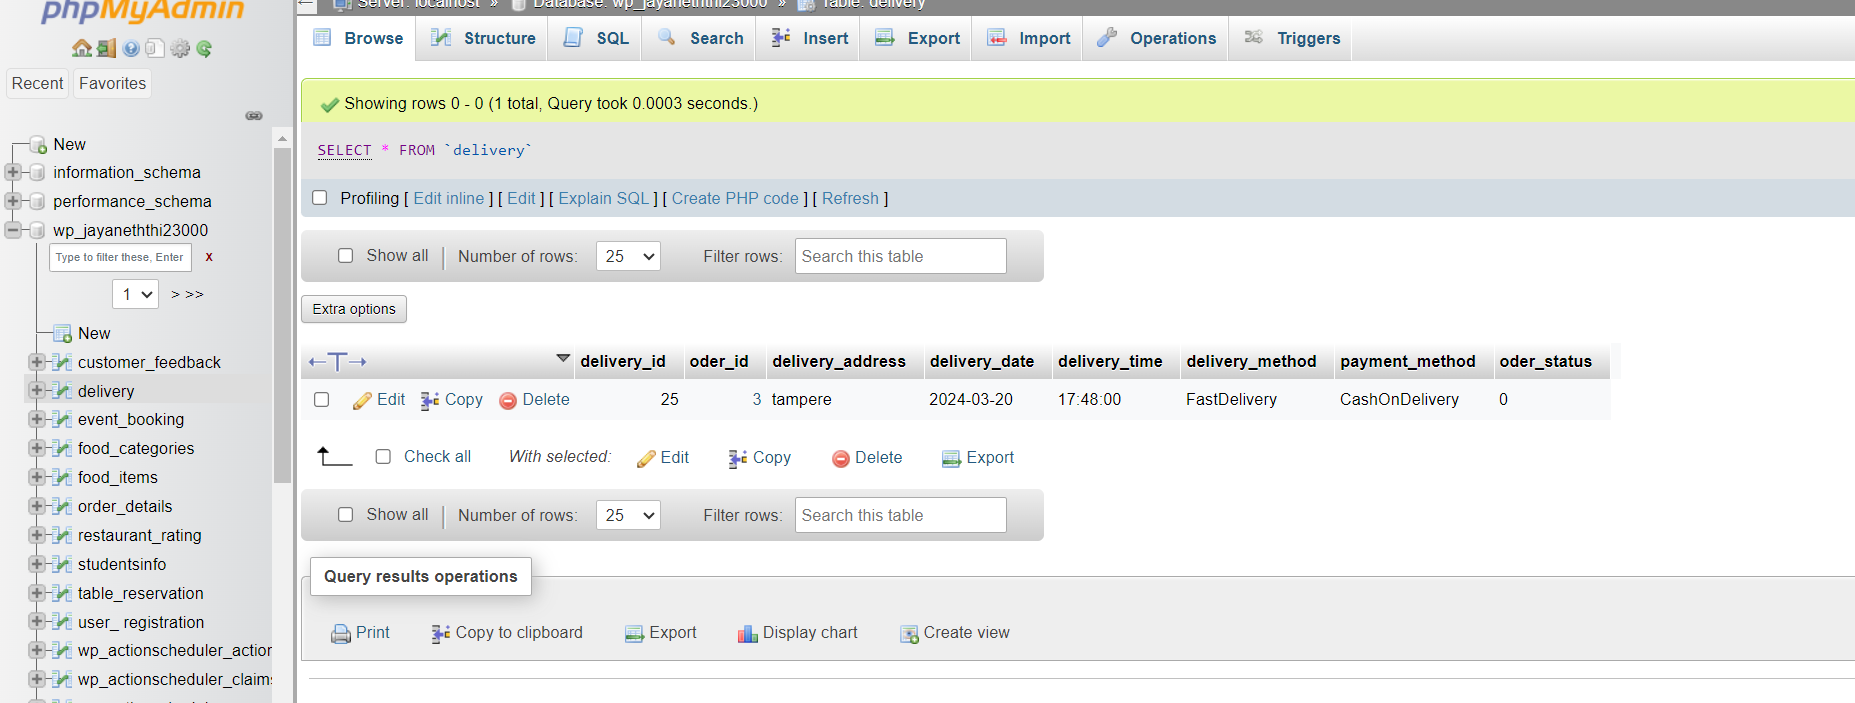 phpMyAdmin
Recent Favorites
New
information_schema
performance_schema
wp_jayaneththi23000
Type to filter these, Enter X
1 > >>
New
customer_feedback
delivery
event_booking
food_categories
food_items
order_details
restaurant_rating
studentsinfo
table_reservation
user_ registration
wp_actionscheduler_action
wp_actionscheduler_claims
Server: localhost » Database: wp_jayaneththi23000 » Table: delivery
Browse Structure SQL Search Insert Export Import Operations Triggers
Showing rows 0 - 0 (1 total, Query took 0.0003 seconds.)
SELECT * FROM `delivery`
Profiling [ Edit inline ] [ Edit ] [ Explain SQL ] [ Create PHP code ] [ Refresh ]
Show all Number of rows: 25 Filter rows: Search this table
Extra options
delivery_id oder_id delivery_address delivery_date delivery_time delivery_method payment_method oder_status
Edit Copy Delete 25 3 tampere 2024-03-20 17:48:00 FastDelivery CashOnDelivery 0
Check all With selected: Edit Copy Delete Export
Show all Number of rows: 25 Filter rows: Search this table
Query results operations
Print Copy to clipboard Export Display chart Create view